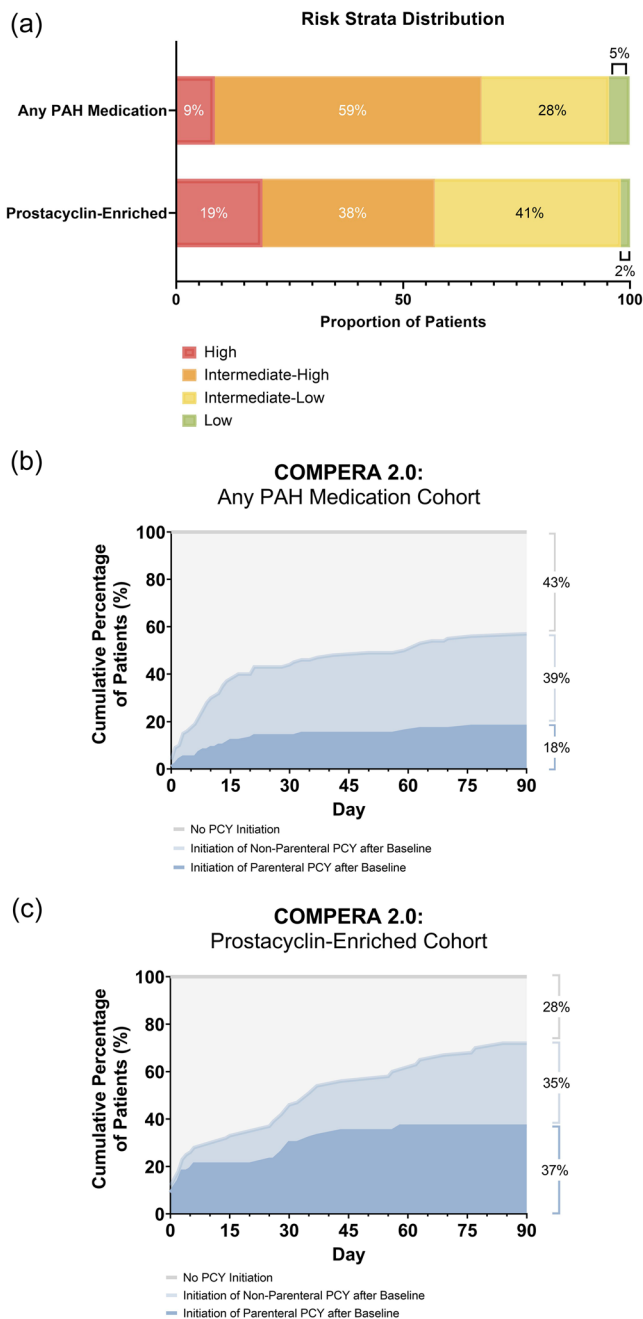 (a)
Risk Strata Distribution
5%
Any PAH Medication
9%
59%
28%
Prostacyclin-Enriched
19%
38%
41%
2%
0
50
100
Proportion of Patients
High
Intermediate-High
Intermediate-Low
Low
(b)
COMPERA 2.0:
Any PAH Medication Cohort
Cumulative Percentage
of Patients (%)
100
80
60
40
20
0
43%
39%
18%
0 15 30 45 60 75 90
Day
No PCY Initiation
Initiation of Non-Parenteral PCY after Baseline
Initiation of Parenteral PCY after Baseline
(c)
COMPERA 2.0:
Prostacyclin-Enriched Cohort
Cumulative Percentage
of Patients (%)
100
80
60
40
20
0
28%
35%
37%
0 15 30 45 60 75 90
Day
No PCY Initiation
Initiation of Non-Parenteral PCY after Baseline
Initiation of Parenteral PCY after Baseline